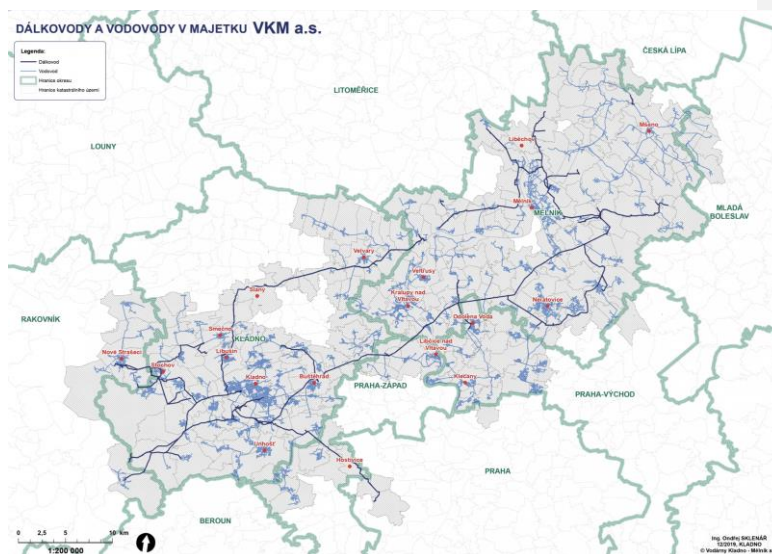 DÁLKOVODY A VODOVODY V MAJETKU VKM a.s.
Legenda:
Dálkovod
Vodovod
Hranice okresu
Hranice katastrálního území
ČESKÁ LÍPA
LITOMĚŘICE
Mšeno
Liběchov
LOUNY
Mělník
MĚLNÍK
MLADÁ
BOLESLAV
Velvary
Veltrusy
Slaný
Kralupy nad
Vltavou
Neratovice
RAKOVNÍK
Odolena Voda
Smečno
KLADNO
Libušín
Nové Strašecí
Stochov
Kladno
Buštěhrad
Libčice nad
Vltavou
Klecany
PRAHA-ZÁPAD
PRAHA-VÝCHOD
Unhošť
Hostivice
PRAHA
BEROUN
0 2,5 5 10 km
1:200 000
Ing. Ondřej SKLENÁŘ
12/2019, KLADNO
© Vodárny Kladno - Mělník a